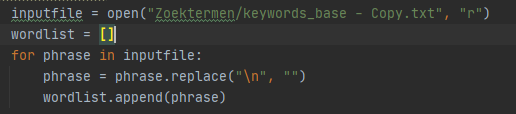 inputfile = open("Zoektermen/keywords_base - Copy.txt", "r")
wordlist = []
for phrase in inputfile:
    phrase = phrase.replace("\n", "")
    wordlist.append(phrase)